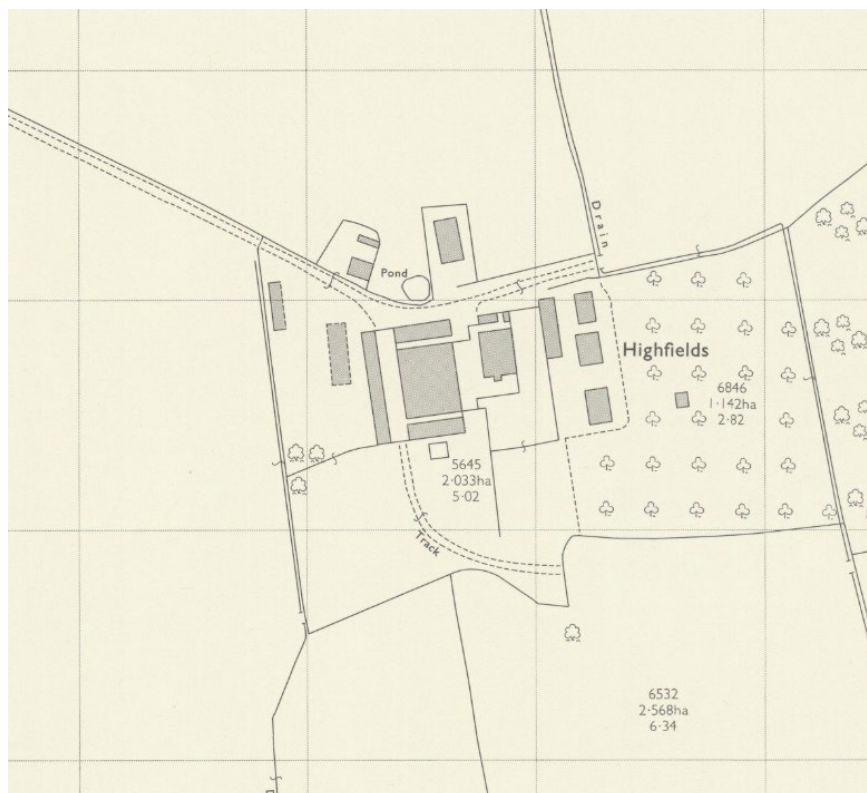 Drain
Pond
Highfields
6846
1·142ha
2·82
5645
2·033ha
5·02
Track
6532
2·568ha
6·34